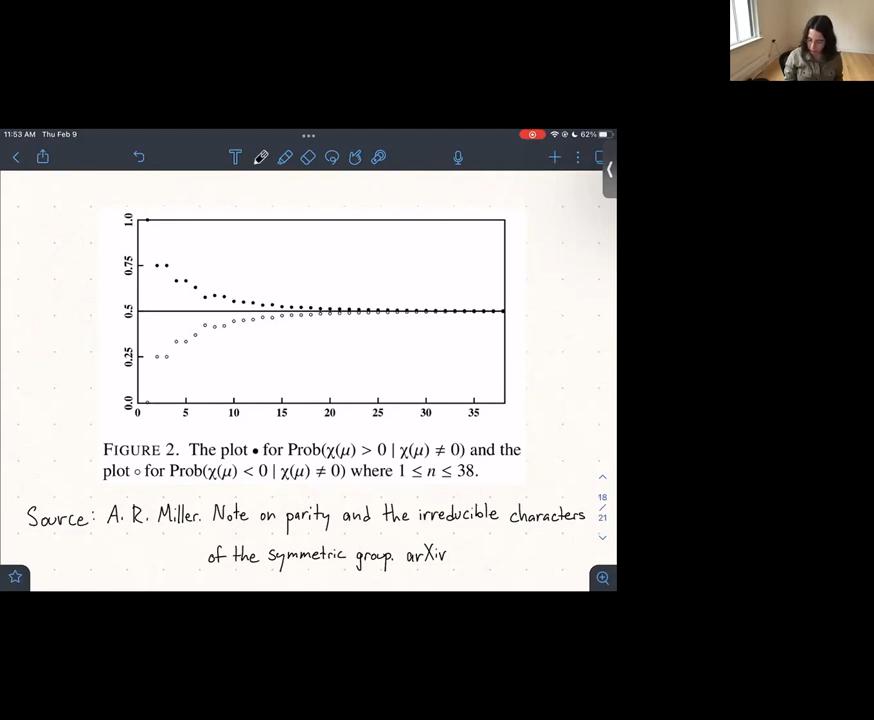 11:53 AM Thu Feb 9
62%
T
1.0
0.75
0.5
0.25
0.0
0 5 10 15 20 25 30 35
FIGURE 2. The plot • for Prob(χ(μ) > 0 | χ(μ) ≠ 0) and the
plot ◦ for Prob(χ(μ) < 0 | χ(μ) ≠ 0) where 1 ≤ n ≤ 38.
Source: A. R. Miller. Note on parity and the irreducible characters
of the symmetric group. arXiv
18
/
21